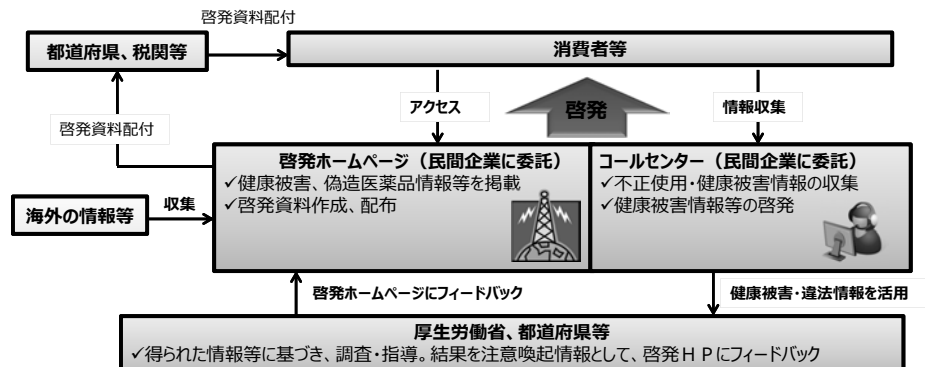 啓発資料配付
都道府県、税関等
消費者等
アクセス
啓発
情報収集
啓発資料配付
啓発ホームページ（民間企業に委託）
✓健康被害、偽造医薬品情報等を掲載
✓啓発資料作成、配布
コールセンター（民間企業に委託）
✓不正使用・健康被害情報の収集
✓健康被害情報等の啓発
海外の情報等
収集
啓発ホームページにフィードバック
健康被害・違法情報を活用
厚生労働省、都道府県等
✓得られた情報等に基づき、調査・指導。結果を注意喚起情報として、啓発ＨＰにフィードバック